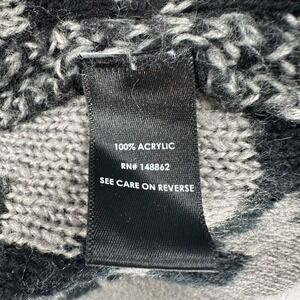 100% ACRYLIC
RN# 148862
SEE CARE ON REVERSE